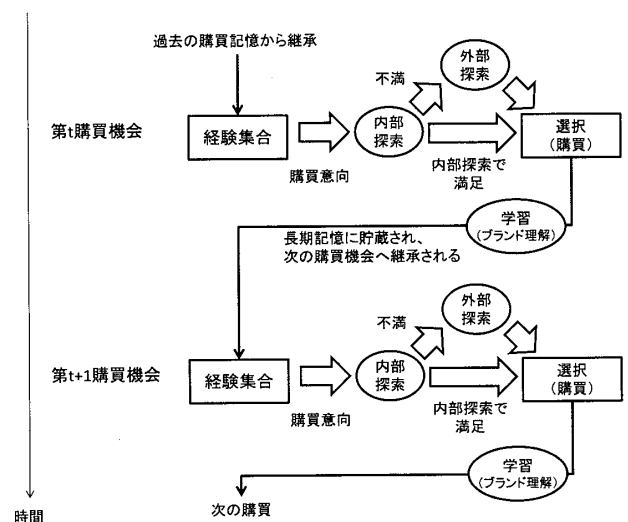 過去の購買記憶から継承
外部
探索
不満
第t購買機会
経験集合
内部
探索
選択
(購買)
購買意向
内部探索で
満足
学習
(ブランド理解)
長期記憶に貯蔵され、
次の購買機会へ継承される
外部
探索
不満
第t+1購買機会
経験集合
内部
探索
選択
(購買)
購買意向
内部探索で
満足
学習
(ブランド理解)
次の購買
時間